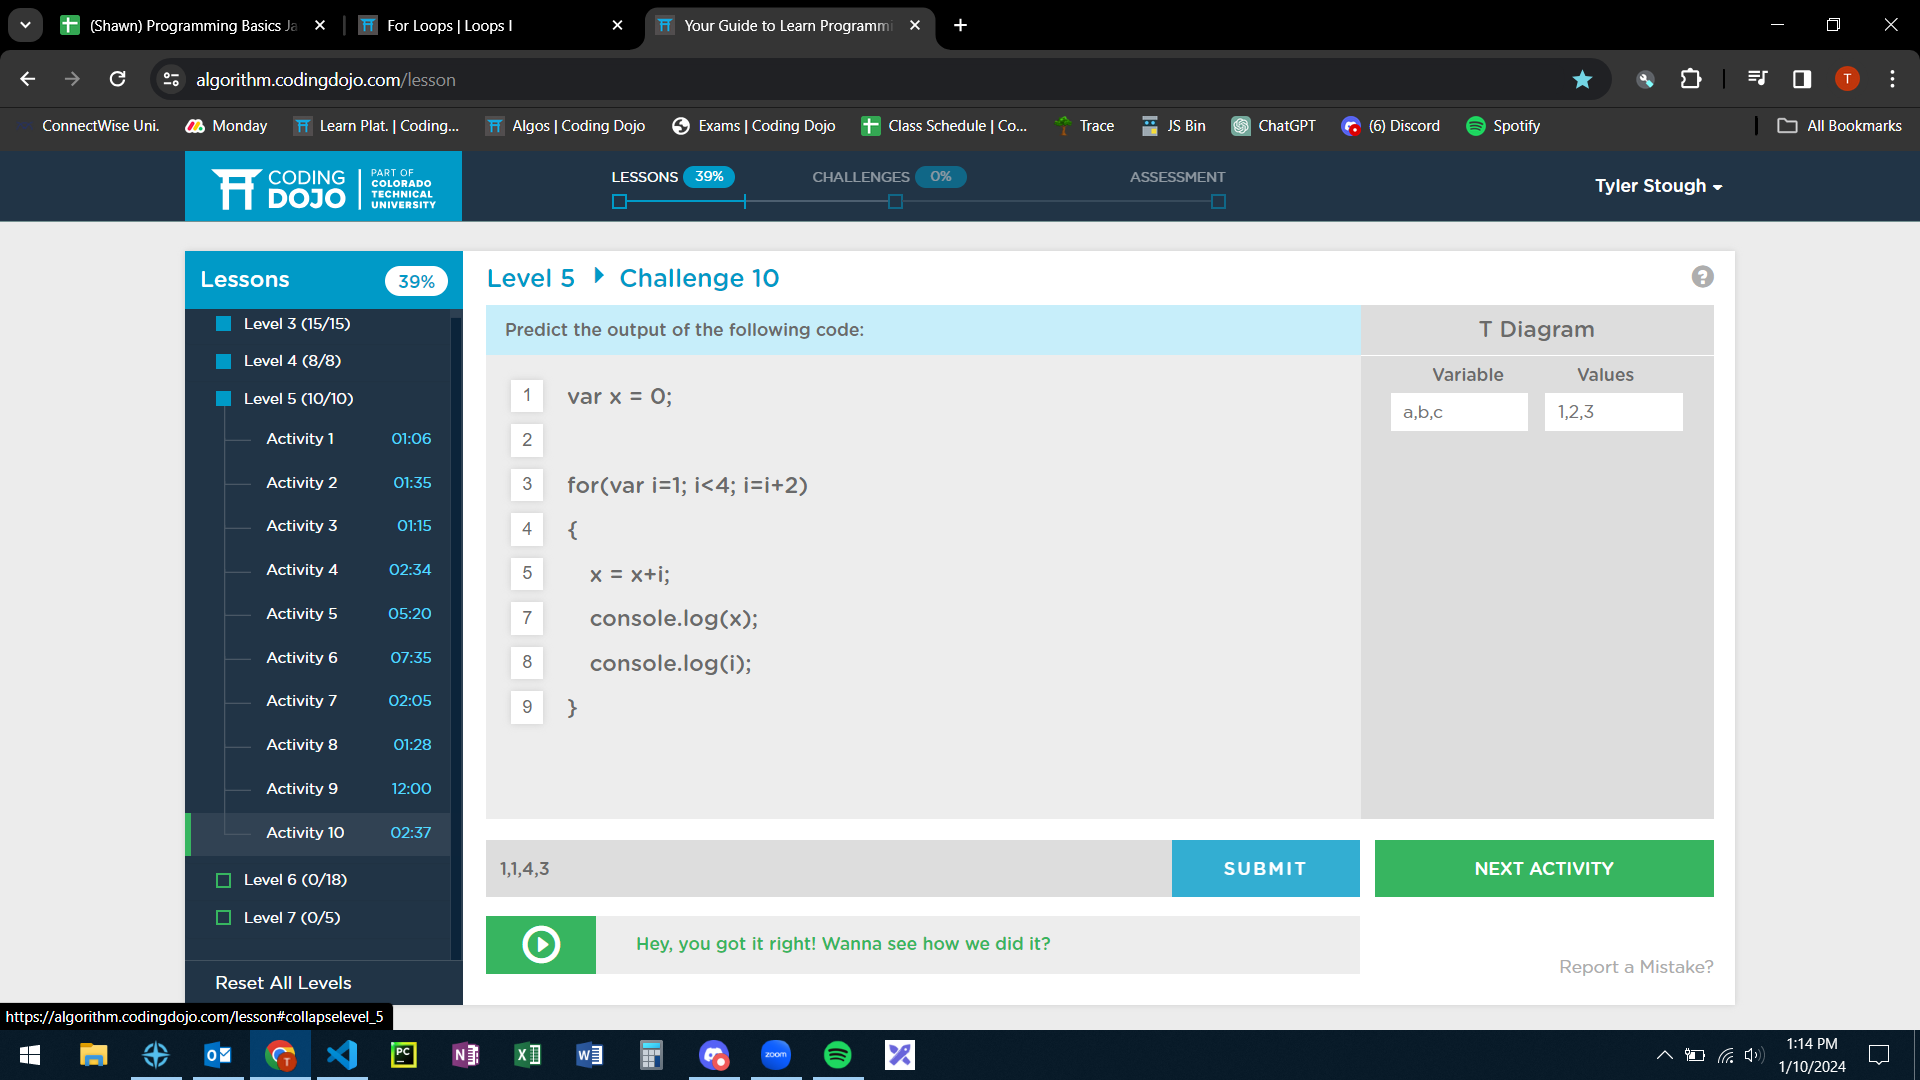 (Shawn) Programming Basics Ja
For Loops | Loops I
Your Guide to Learn Programmi
algorithm.codingdojo.com/lesson
T
ConnectWise Uni.
Monday
Learn Plat. | Coding...
Algos | Coding Dojo
Exams | Coding Dojo
Class Schedule | Co...
Trace
JS Bin
ChatGPT
(6) Discord
Spotify
All Bookmarks
CODING DOJO
PART OF
COLORADO
TECHNICAL
UNIVERSITY
LESSONS 39%
CHALLENGES 0%
ASSESSMENT
Tyler Stough
Lessons 39%
Level 3 (15/15)
Level 4 (8/8)
Level 5 (10/10)
Activity 1 01:06
Activity 2 01:35
Activity 3 01:15
Activity 4 02:34
Activity 5 05:20
Activity 6 07:35
Activity 7 02:05
Activity 8 01:28
Activity 9 12:00
Activity 10 02:37
Level 6 (0/18)
Level 7 (0/5)
Reset All Levels
Level 5 Challenge 10
?
Predict the output of the following code:
1 var x = 0;
2
3 for(var i=1; i<4; i=i+2)
4 {
5 x = x+i;
7 console.log(x);
8 console.log(i);
9 }
T Diagram
Variable Values
a,b,c 1,2,3
1,1,4,3
SUBMIT
NEXT ACTIVITY
Hey, you got it right! Wanna see how we did it?
Report a Mistake?
https://algorithm.codingdojo.com/lesson#collapselevel_5
zoom
1:14 PM
1/10/2024